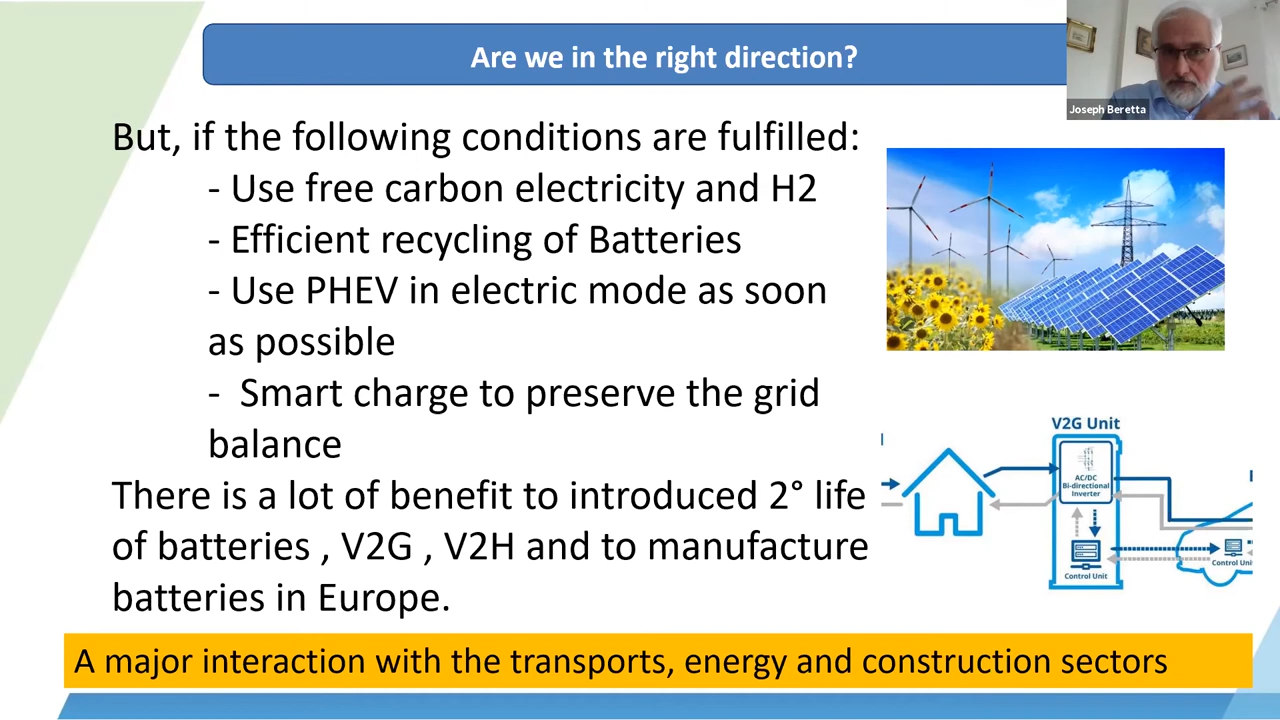 Are we in the right direction?
Joseph Beretta
But, if the following conditions are fulfilled:
- Use free carbon electricity and H2
- Efficient recycling of Batteries
- Use PHEV in electric mode as soon
as possible
- Smart charge to preserve the grid
balance
There is a lot of benefit to introduced 2° life
of batteries , V2G , V2H and to manufacture
batteries in Europe.
V2G Unit
AC/DC
Bi-directional
Inverter
Control Unit
Control Unit
A major interaction with the transports, energy and construction sectors